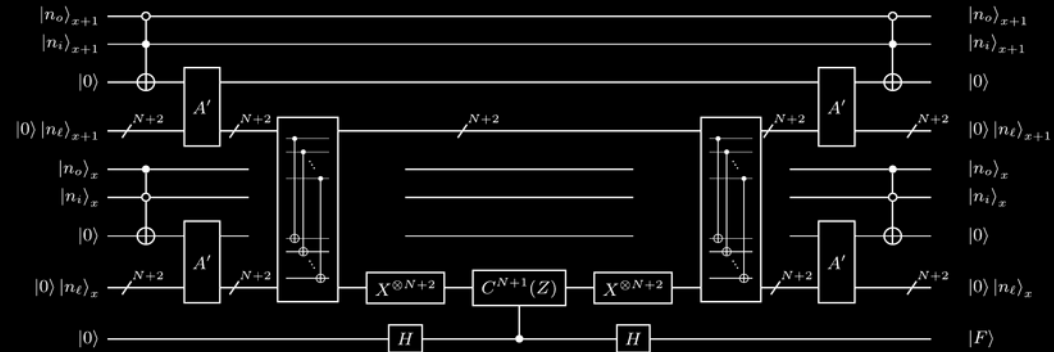 |n_o⟩_{x+1} |n_o⟩_{x+1}
|n_i⟩_{x+1} |n_i⟩_{x+1}
|0⟩ |0⟩
A′ A′
N+2 N+2 N+2 N+2 N+2
|0⟩ |n_ℓ⟩_{x+1} |0⟩ |n_ℓ⟩_{x+1}
|n_o⟩_x |n_o⟩_x
|n_i⟩_x |n_i⟩_x
|0⟩ |0⟩
A′ A′
N+2 N+2 N+2 N+2
|0⟩ |n_ℓ⟩_x X^{⊗N+2} C^{N+1}(Z) X^{⊗N+2} |0⟩ |n_ℓ⟩_x
|0⟩ H H |F⟩